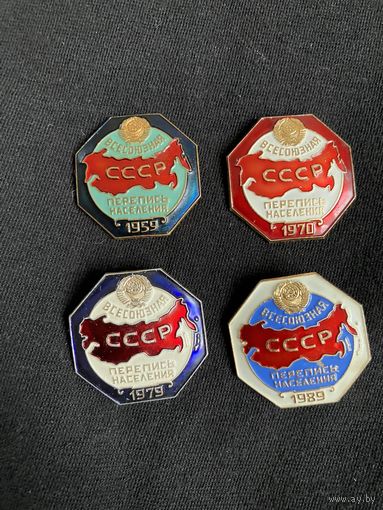 ВСЕСОЮЗНАЯ
СССР
ПЕРЕПИСЬ
НАСЕЛЕНИЯ
1959
ВСЕСОЮЗНАЯ
СССР
ПЕРЕПИСЬ
НАСЕЛЕНИЯ
1970
ВСЕСОЮЗНАЯ
СССР
ПЕРЕПИСЬ
НАСЕЛЕНИЯ
1979
ВСЕСОЮЗНАЯ
СССР
ПЕРЕПИСЬ
НАСЕЛЕНИЯ
1989
www.ay.by